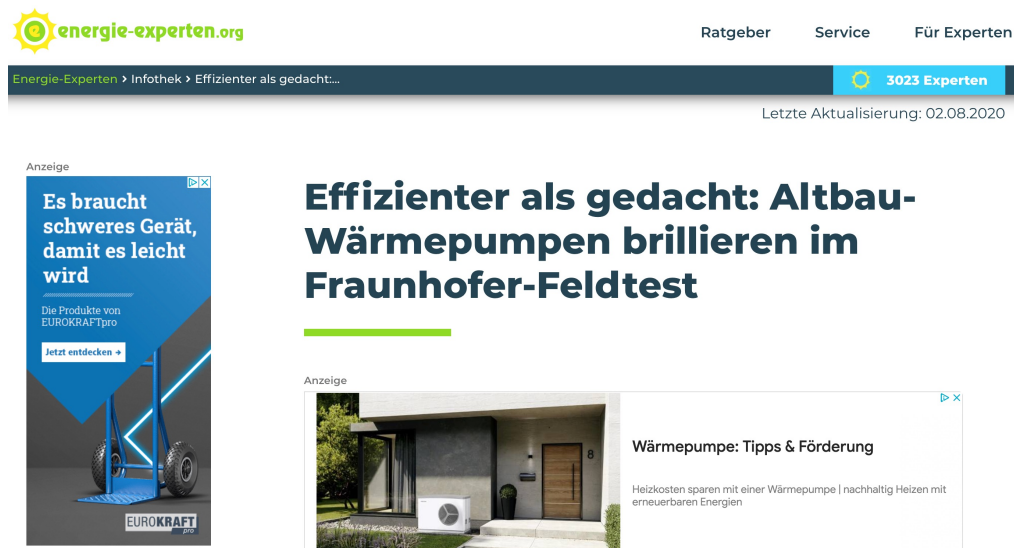 energie-experten.org
Ratgeber
Service
Für Experten
Energie-Experten > Infothek > Effizienter als gedacht:...
3023 Experten
Letzte Aktualisierung: 02.08.2020
Anzeige
Es braucht
schweres Gerät,
damit es leicht
wird
Die Produkte von
EUROKRAFTpro
Jetzt entdecken →
EUROKRAFT
pro
Effizienter als gedacht: Altbau-
Wärmepumpen brillieren im
Fraunhofer-Feldtest
Anzeige
8
Wärmepumpe: Tipps & Förderung
Heizkosten sparen mit einer Wärmepumpe | nachhaltig Heizen mit
erneuerbaren Energien